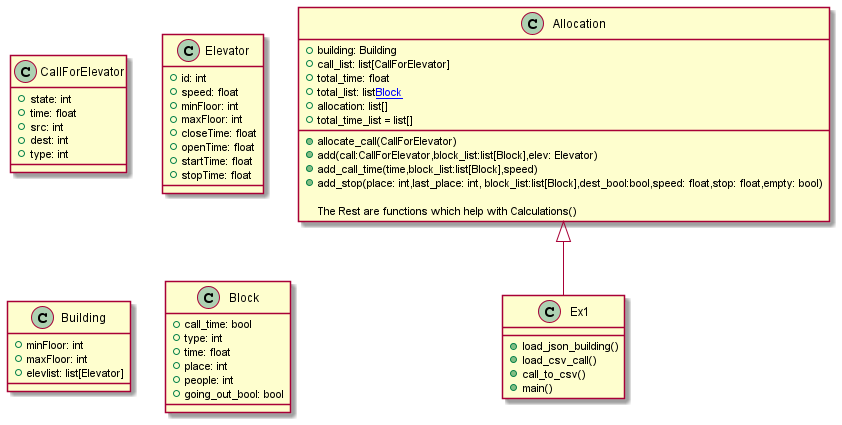 C CallForElevator
state: int
time: float
src: int
dest: int
type: int
C Elevator
id: int
speed: float
minFloor: int
maxFloor: int
closeTime: float
openTime: float
startTime: float
stopTime: float
C Allocation
building: Building
call_list: list[CallForElevator]
total_time: float
total_list: listBlock
allocation: list[]
total_time_list = list[]
allocate_call(CallForElevator)
add(call:CallForElevator,block_list:list[Block],elev: Elevator)
add_call_time(time,block_list:list[Block],speed)
add_stop(place: int,last_place: int, block_list:list[Block],dest_bool:bool,speed: float,stop: float,empty: bool)
The Rest are functions which help with Calculations()
C Building
minFloor: int
maxFloor: int
elevlist: list[Elevator]
C Block
call_time: bool
type: int
time: float
place: int
people: int
going_out_bool: bool
C Ex1
load_json_building()
load_csv_call()
call_to_csv()
main()